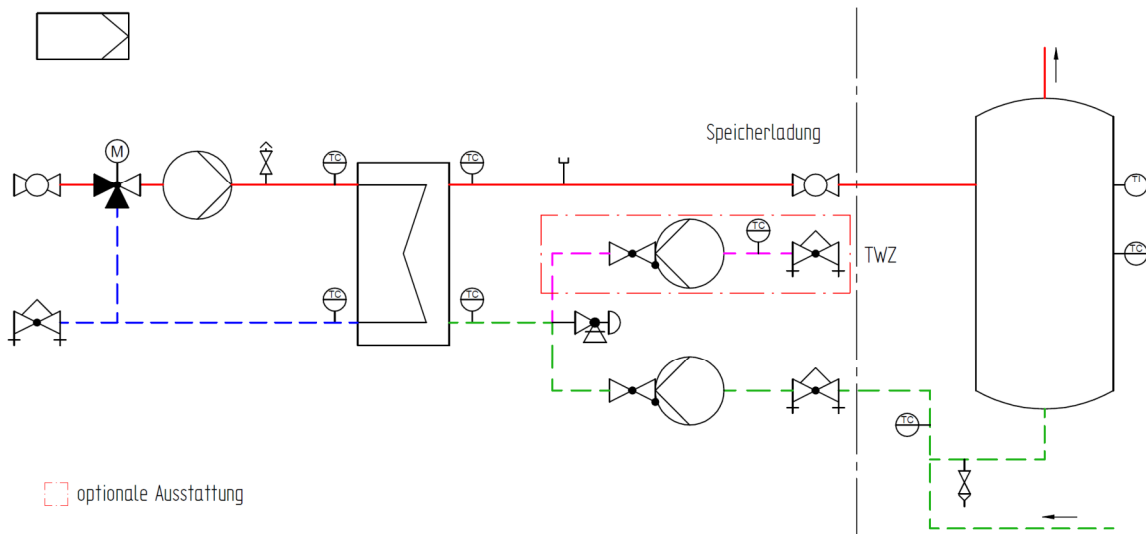 M
TC
TC
Speicherladung
TI
TC
TWZ
TC
TC
TC
TC
optionale Ausstattung